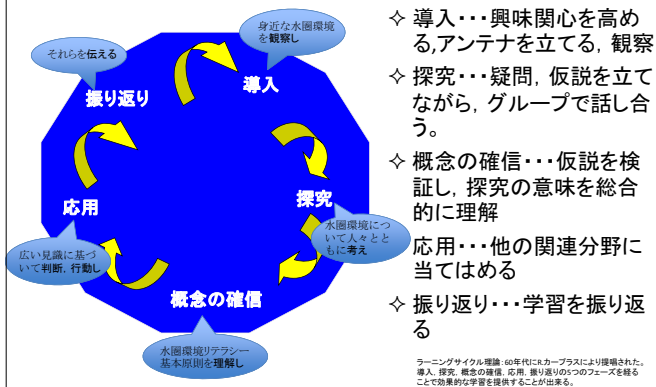 身近な水圏環境
を観察し
それらを伝える
導入
振り返り
応用
探究
水圏環境につ
いて人々とと
もに考え
広い見識に基づ
いて判断，行動し
概念の確信
水圏環境リテラシー
基本原則を理解し
✧ 導入・・・興味関心を高め
る,アンテナを立てる，観察
✧ 探究・・・疑問，仮説を立て
ながら，グループで話し合
う。
✧ 概念の確信・・・仮説を検
証し，探究の意味を総合
的に理解
応用・・・他の関連分野に
当てはめる
✧ 振り返り・・・学習を振り返
る
ラーニングサイクル理論：60年代にR.カープラスにより提唱された。
導入，探究，概念の確信，応用，振り返りの5つのフェーズを経る
ことで効果的な学習を提供することが出来る。